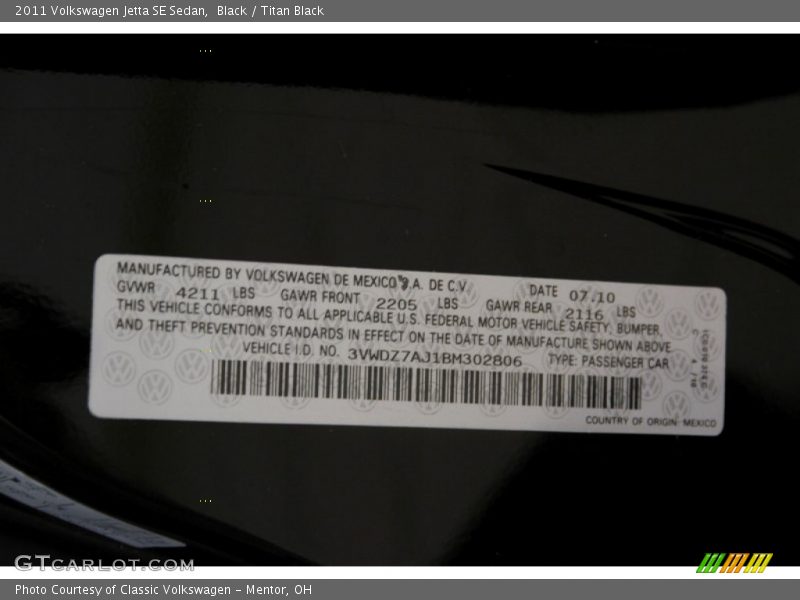 2011 Volkswagen Jetta SE Sedan,  Black / Titan Black
MANUFACTURED BY VOLKSWAGEN DE MEXICO S.A. DE C.V.
DATE 07.10
GVWR 4211 LBS GAWR FRONT 2205 LBS GAWR REAR 2116 LBS
THIS VEHICLE CONFORMS TO ALL APPLICABLE U.S. FEDERAL MOTOR VEHICLE SAFETY, BUMPER,
AND THEFT PREVENTION STANDARDS IN EFFECT ON THE DATE OF MANUFACTURE SHOWN ABOVE
VEHICLE I.D. NO. 3VWDZ7AJ1BM302806 TYPE: PASSENGER CAR
COUNTRY OF ORIGIN MEXICO
GTCARLOT.COM
Photo Courtesy of Classic Volkswagen – Mentor, OH